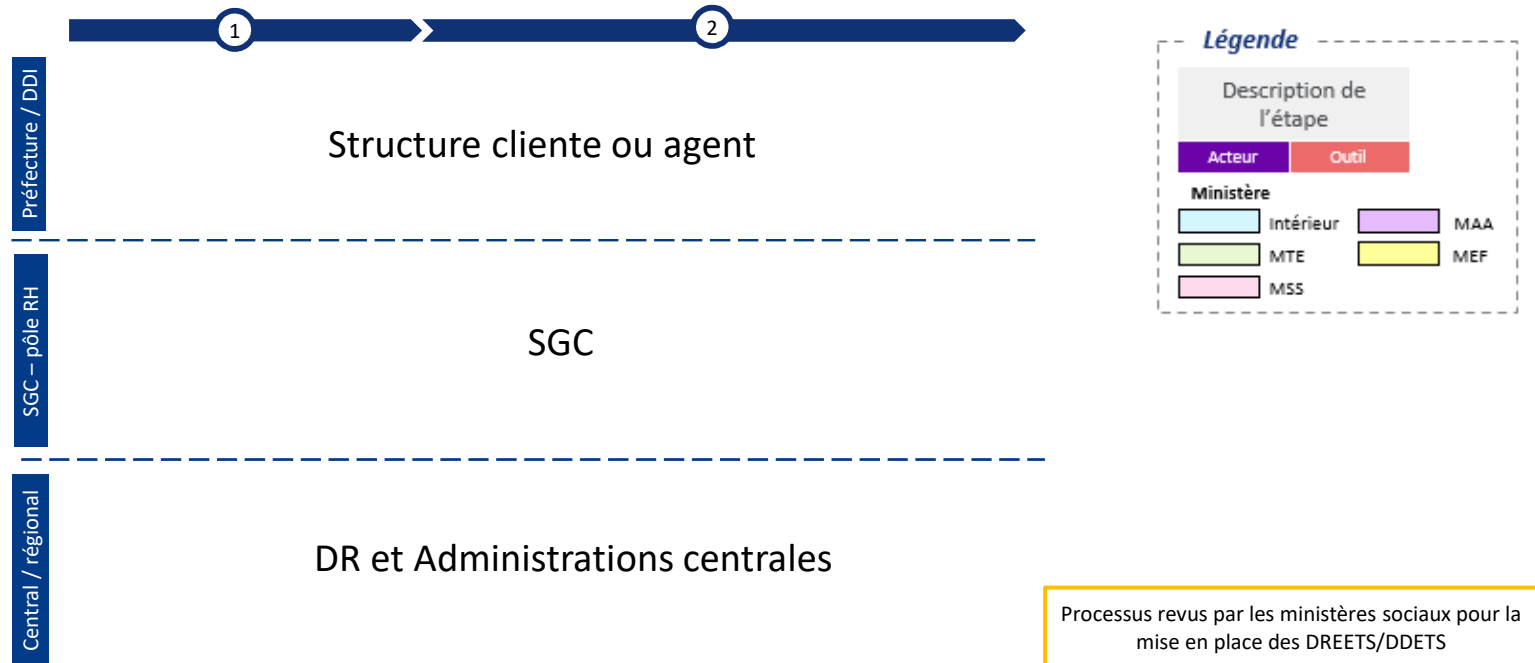 1
2
Préfecture / DDI
Structure cliente ou agent
SGC – pôle RH
SGC
Central / régional
DR et Administrations centrales
Légende
Description de
l'étape
Acteur
Outil
Ministère
Intérieur
MAA
MTE
MEF
MSS
Processus revus par les ministères sociaux pour la
mise en place des DREETS/DDETS